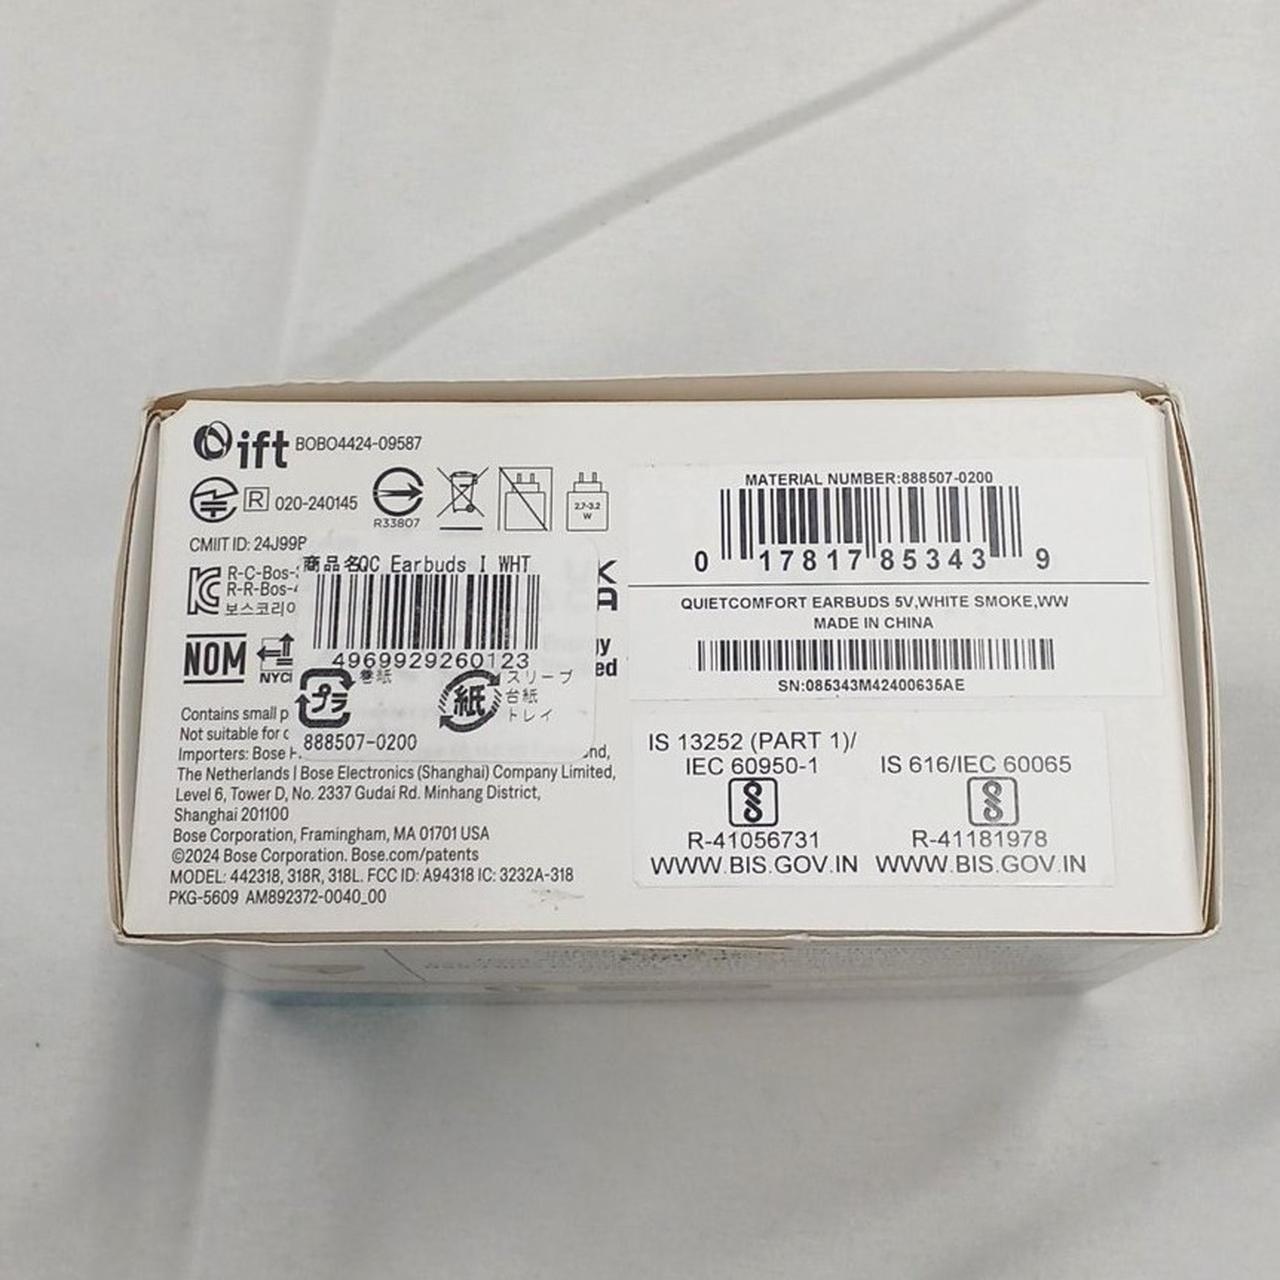 ift BOBO4424-09587
R 020-240145
R33807
2.7-3.2
W
CMIIT ID: 24J99P
R-C-Bos-
R-R-Bos-
보스코리아
NOM
NYCE
商品名QC Earbuds I WHT
4969929260123
プラ
巻紙
紙
スリーブ
台紙
トレイ
888507-0200
Contains small p
Not suitable for c
Importers: Bose
The Netherlands | Bose Electronics (Shanghai) Company Limited,
Level 6, Tower D, No. 2337 Gudai Rd. Minhang District,
Shanghai 201100
Bose Corporation, Framingham, MA 01701 USA
©2024 Bose Corporation. Bose.com/patents
MODEL: 442318, 318R, 318L. FCC ID: A94318 IC: 3232A-318
PKG-5609 AM892372-0040_00
MATERIAL NUMBER:888507-0200
0 17817 85343 9
QUIETCOMFORT EARBUDS 5V,WHITE SMOKE,WW
MADE IN CHINA
SN:085343M42400635AE
IS 13252 (PART 1)/
IEC 60950-1
R-41056731
WWW.BIS.GOV.IN
IS 616/IEC 60065
R-41181978
WWW.BIS.GOV.IN